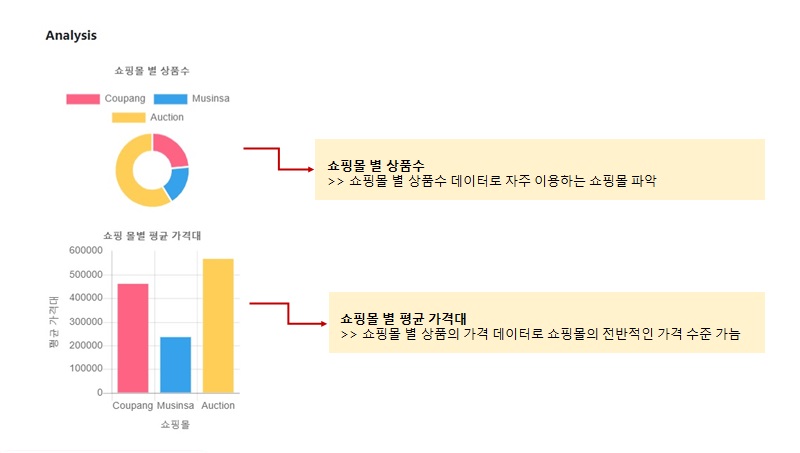 Analysis
쇼핑몰 별 상품수
Coupang
Musinsa
Auction
쇼핑몰 별 상품수
>> 쇼핑몰 별 상품수 데이터로 자주 이용하는 쇼핑몰 파악
쇼핑 몰별 평균 가격대
600000
500000
400000
300000
200000
100000
0
평균 가격대
Coupang Musinsa Auction
쇼핑몰
쇼핑몰 별 평균 가격대
>> 쇼핑몰 별 상품의 가격 데이터로 쇼핑몰의 전반적인 가격 수준 가늠